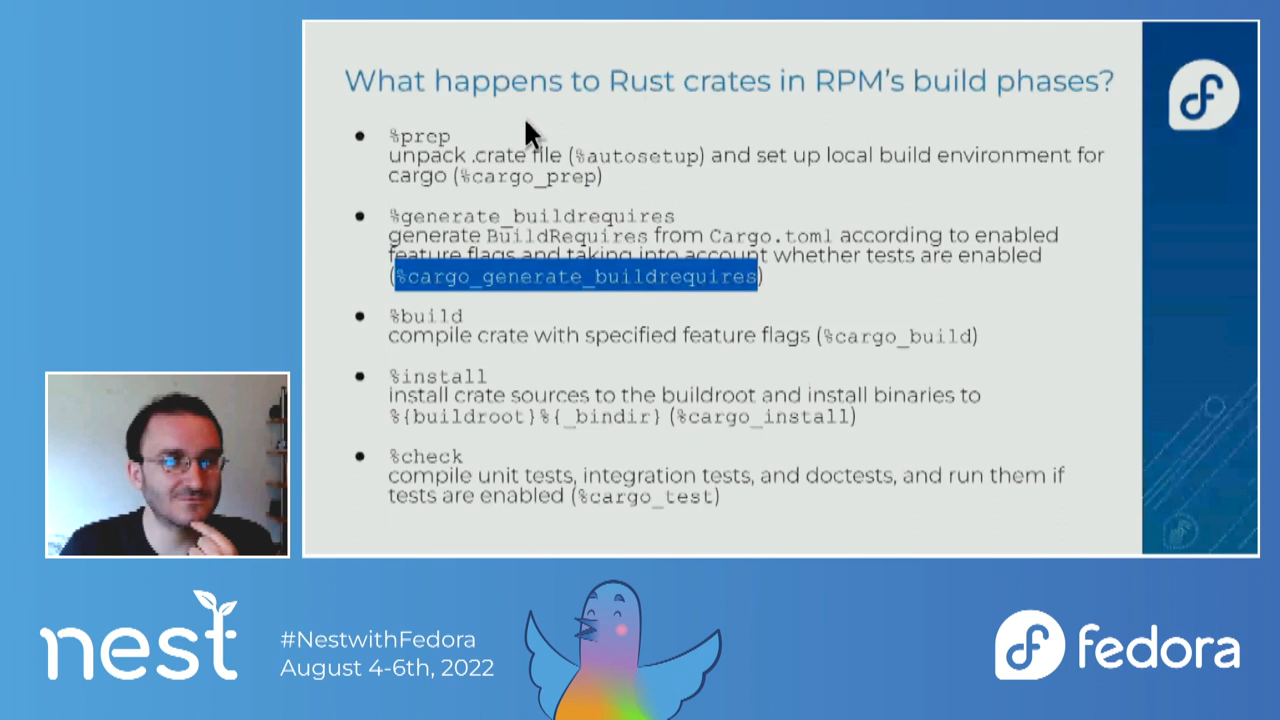 What happens to Rust crates in RPM's build phases?
%prep
unpack .crate file (%autosetup) and set up local build environment for
cargo (%cargo_prep)
%generate_buildrequires
generate BuildRequires from Cargo.toml according to enabled
feature flags and taking into account whether tests are enabled
(%cargo_generate_buildrequires)
%build
compile crate with specified feature flags (%cargo_build)
%install
install crate sources to the buildroot and install binaries to
%{buildroot}%{_bindir} (%cargo_install)
%check
compile unit tests, integration tests, and doctests, and run them if
tests are enabled (%cargo_test)
nest
#NestwithFedora
August 4-6th, 2022
fedora